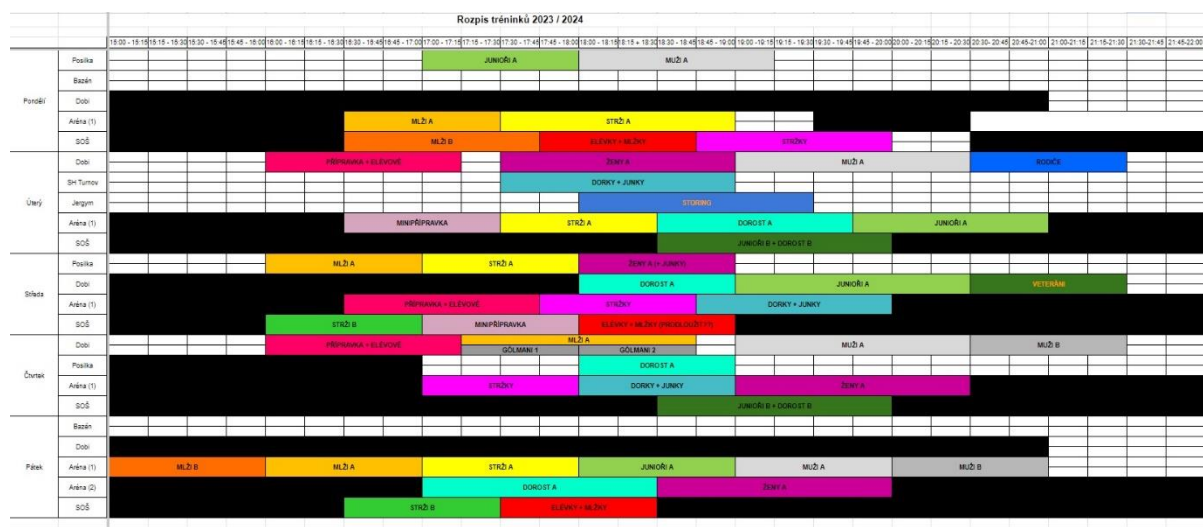 Rozpis tréninků 2023 / 2024
15:00 - 15:15 15:15 - 15:30 15:30 - 15:45 15:45 - 16:00 16:00 - 16:15 16:15 - 16:30 16:30 - 16:45 16:45 - 17:00 17:00 - 17:15 17:15 - 17:30 17:30 - 17:45 17:45 - 18:00 18:00 - 18:15 18:15 + 18:30 18:30 - 18:45 18:45 - 19:00 19:00 - 19:15 19:15 - 19:30 19:30 - 19:45 19:45 - 20:00 20:00 - 20:15 20:15 - 20:30 20:30 - 20:45 20:45-21:00 21:00-21:15 21:15-21:30 21:30-21:45 21:45-22:00
Pondělí
Posilka JUNIOŘI A MUŽI A
Bazén
Dobi
Aréna (1) MLŽI A STRŽI A
SOŠ MLŽI B ELÉVKY + MLŽKY STRŽKY
Úterý
Dobi PŘÍPRAVKA + ELÉVOVÉ ŽENY A MUŽI A RODIČE
SH Turnov DORKY + JUNKY
Jergym STORING
Aréna (1) MINIPŘÍPRAVKA STRŽI A DOROST A JUNIOŘI A
SOŠ JUNIOŘI B + DOROST B
Středa
Posilka MLŽI A STRŽI A ŽENY A (+ JUNKY)
Dobi DOROST A JUNIOŘI A VETERÁNI
Aréna (1) PŘÍPRAVKA + ELÉVOVÉ STRŽKY DORKY + JUNKY
SOŠ STRŽI B MINIPŘÍPRAVKA ELÉVKY + MLŽKY (PRODLOUŽIT??)
Čtvrtek
Dobi PŘÍPRAVKA + ELÉVOVÉ MLŽI A MUŽI A MUŽI B
GÓLMANI 1 GÓLMANI 2
Posilka DOROST A
Aréna (1) STRŽKY DORKY + JUNKY ŽENY A
SOŠ JUNIOŘI B + DOROST B
Pátek
Bazén
Dobi
Aréna (1) MLŽI B MLŽI A STRŽI A JUNIOŘI A MUŽI A MUŽI B
Aréna (2) DOROST A ŽENY A
SOŠ STRŽI B ELÉVKY + MLŽKY